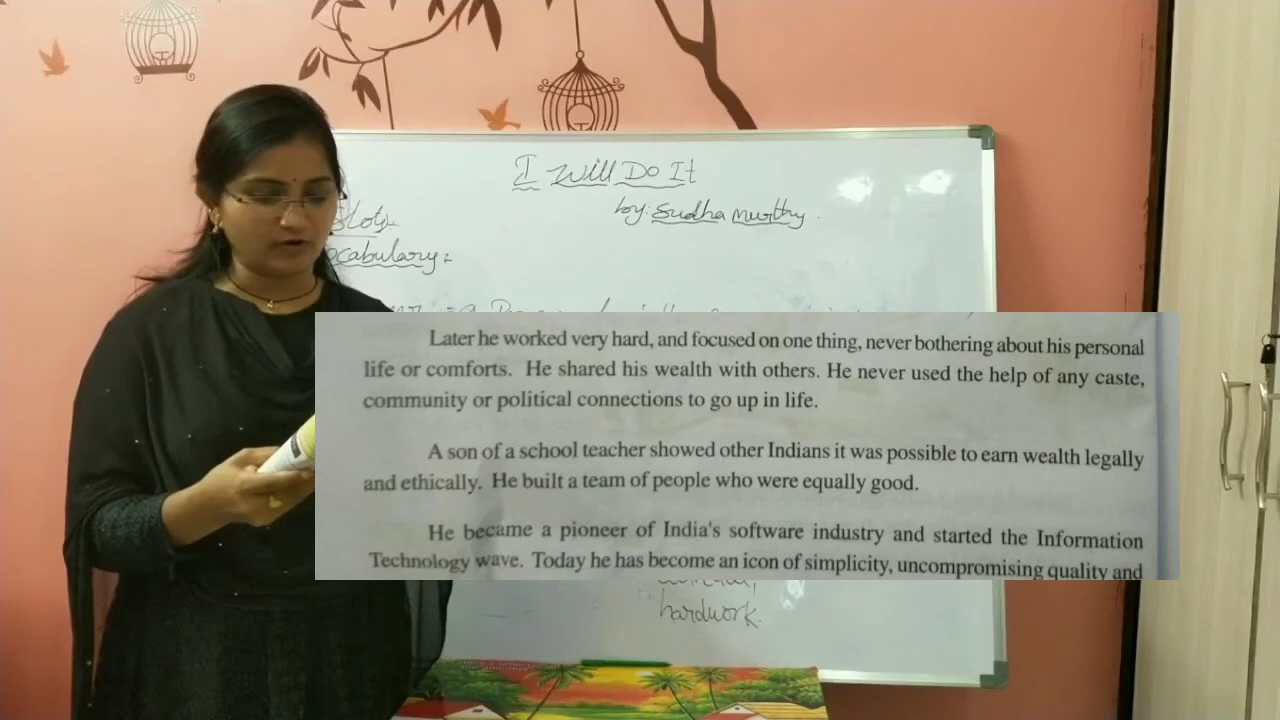 I Will Do It
by: Sudha Murthy.
ocabulary:
Later he worked very hard, and focused on one thing, never bothering about his personal
life or comforts. He shared his wealth with others. He never used the help of any caste,
community or political connections to go up in life.
A son of a school teacher showed other Indians it was possible to earn wealth legally
and ethically. He built a team of people who were equally good.
He became a pioneer of India's software industry and started the Information
Technology wave. Today he has become an icon of simplicity, uncompromising quality and
hardwork.